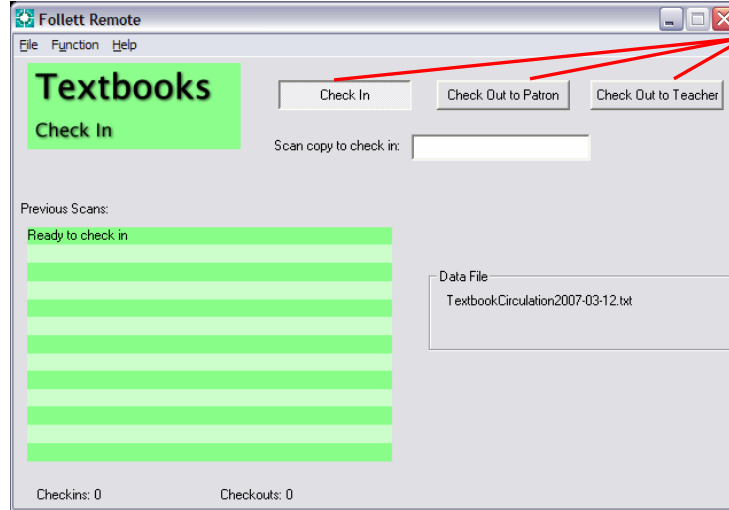 Follett Remote
File Function Help
Textbooks
Check In
Check In Check Out to Patron Check Out to Teacher
Scan copy to check in:
Previous Scans:
Ready to check in
Data File
TextbookCirculation2007-03-12.txt
Checkins: 0 Checkouts: 0